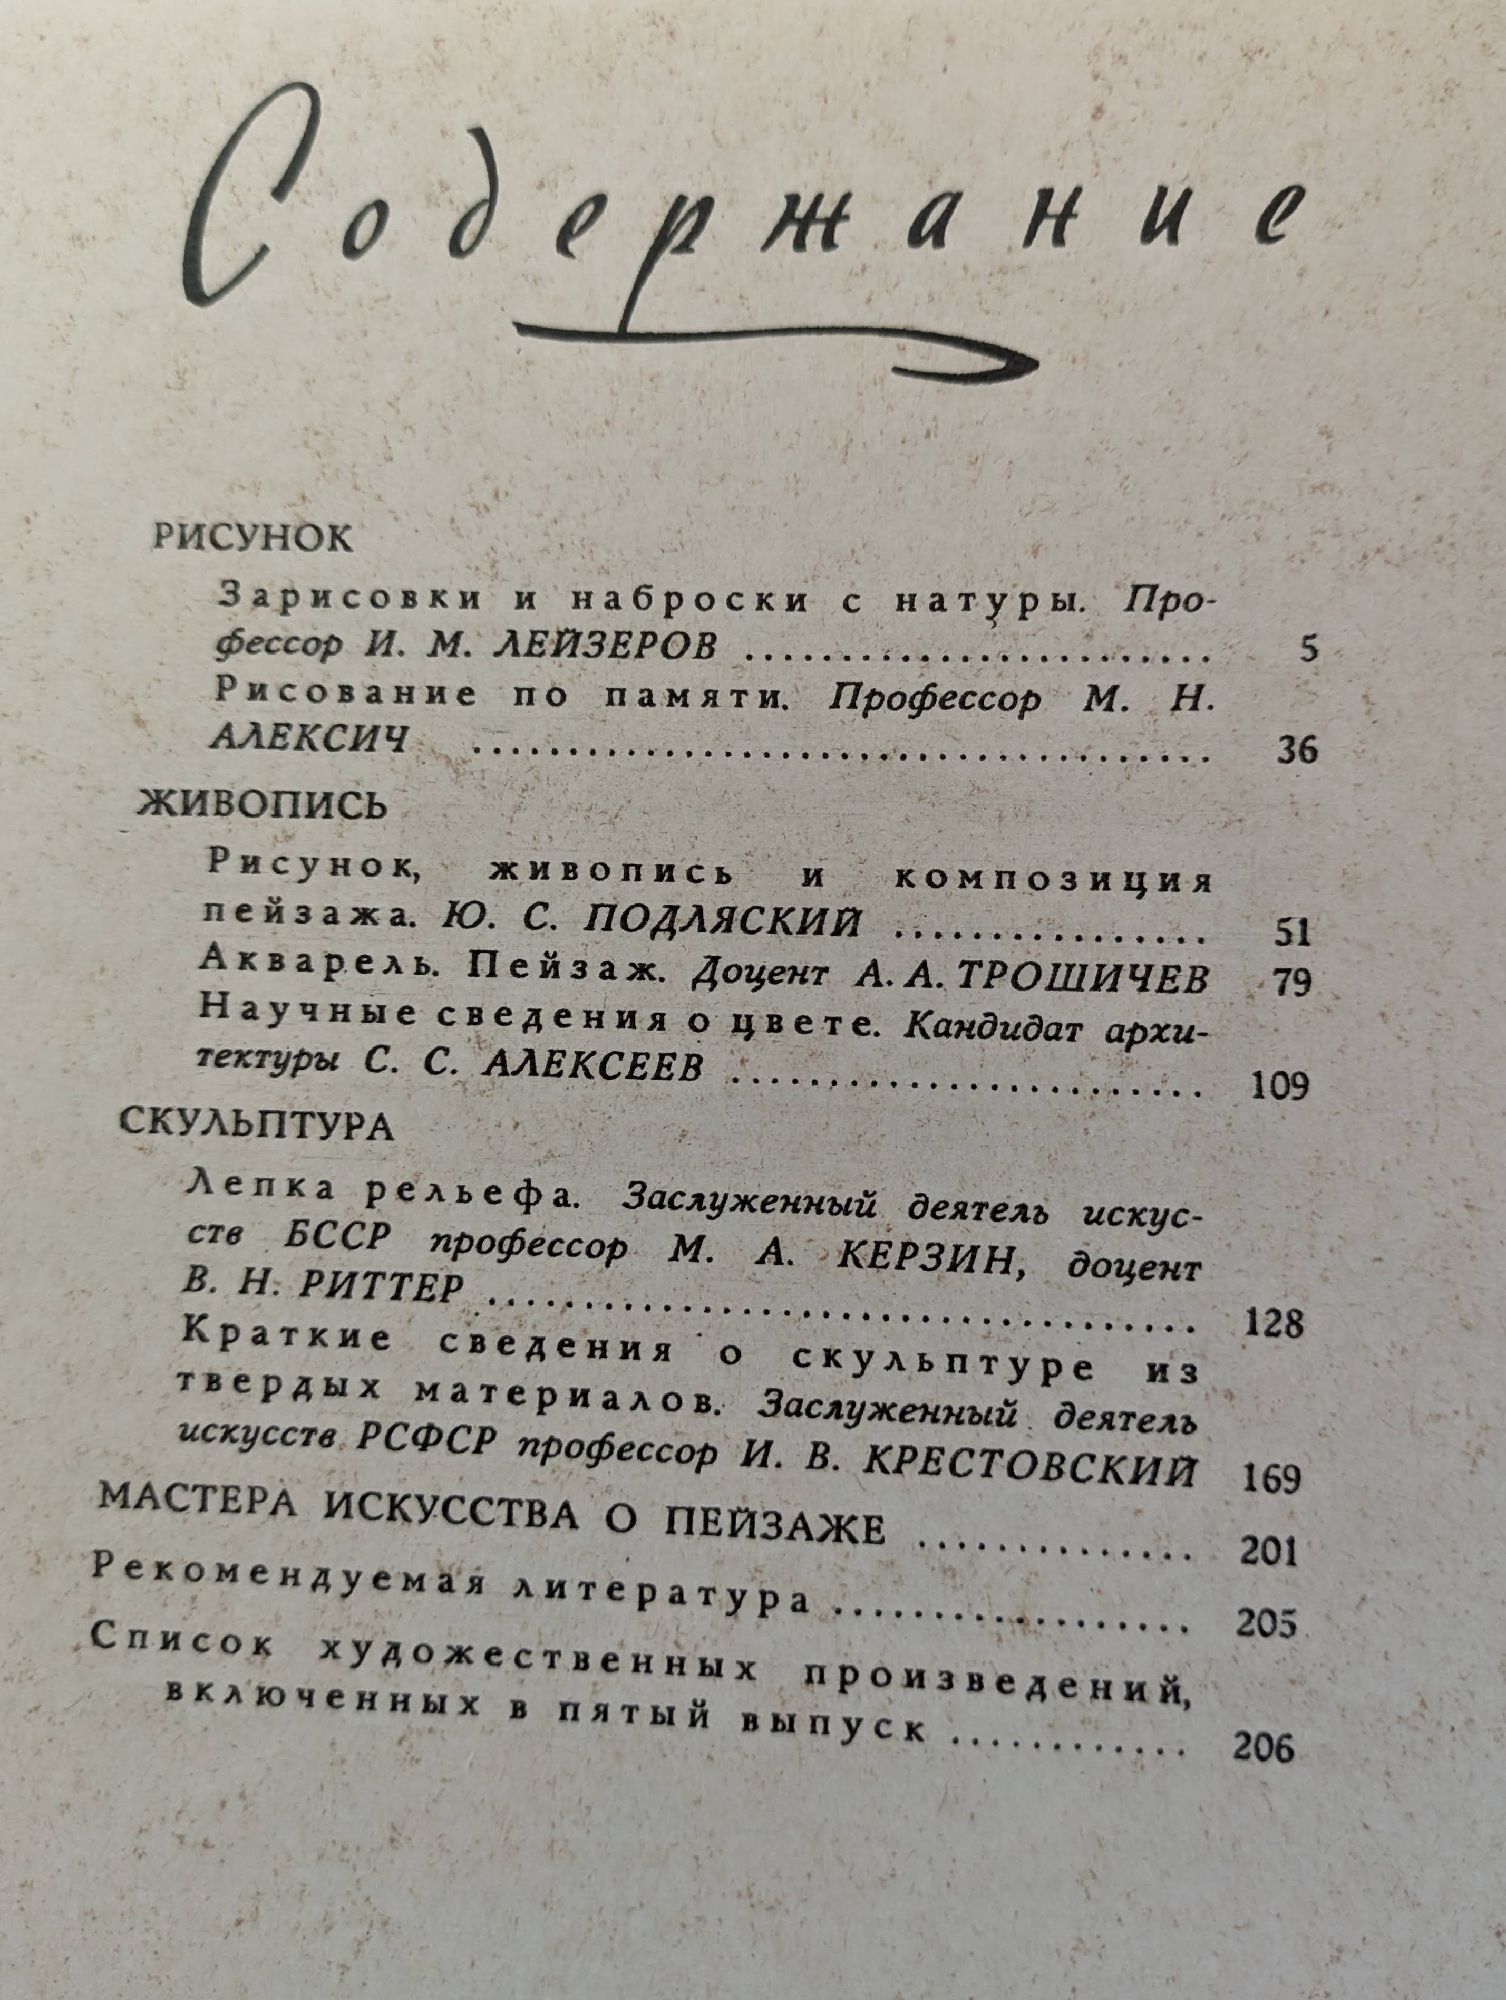 Содержание
РИСУНОК
Зарисовки и наброски с натуры. Про-
фессор И. М. ЛЕЙЗЕРОВ ........................ 5
Рисование по памяти. Профессор М. Н.
АЛЕКСИЧ ...................................... 36
ЖИВОПИСЬ
Рисунок, живопись и композиция
пейзажа. Ю. С. ПОДЛЯСКИЙ ................ 51
Акварель. Пейзаж. Доцент А. А. ТРОШИЧЕВ 79
Научные сведения о цвете. Кандидат архи-
тектуры С. С. АЛЕКСЕЕВ ........................ 109
СКУЛЬПТУРА
Лепка рельефа. Заслуженный деятель искус-
ств БССР профессор М. А. КЕРЗИН, доцент
В. Н. РИТТЕР .................................... 128
Краткие сведения о скульптуре из
твердых материалов. Заслуженный деятель
искусств РСФСР профессор И. В. КРЕСТОВСКИЙ 169
МАСТЕРА ИСКУССТВА О ПЕЙЗАЖЕ .............. 201
Рекомендуемая литература .................. 205
Список художественных произведений,
включенных в пятый выпуск ............ 206